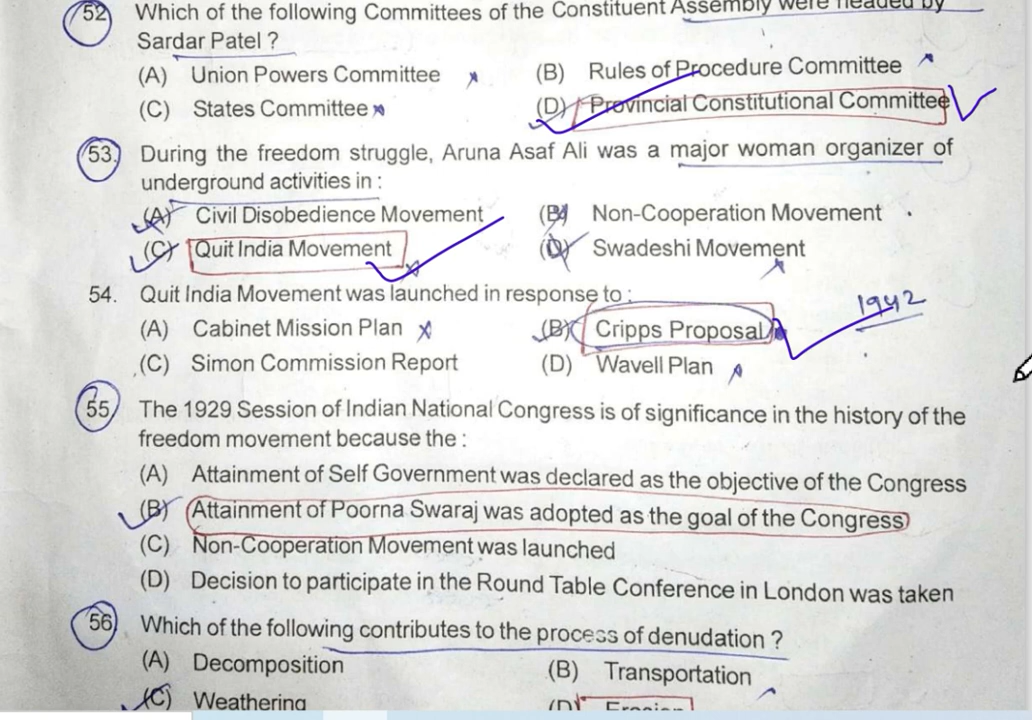 52. Which of the following Committees of the Constituent Assembly were headed by
Sardar Patel ?
(A) Union Powers Committee (B) Rules of Procedure Committee
(C) States Committee (D) Provincial Constitutional Committee
53. During the freedom struggle, Aruna Asaf Ali was a major woman organizer of
underground activities in :
(A) Civil Disobedience Movement (B) Non-Cooperation Movement
(C) Quit India Movement (D) Swadeshi Movement
54. Quit India Movement was launched in response to :
1942
(A) Cabinet Mission Plan (B) Cripps Proposal
(C) Simon Commission Report (D) Wavell Plan
55. The 1929 Session of Indian National Congress is of significance in the history of the
freedom movement because the :
(A) Attainment of Self Government was declared as the objective of the Congress
(B) Attainment of Poorna Swaraj was adopted as the goal of the Congress
(C) Non-Cooperation Movement was launched
(D) Decision to participate in the Round Table Conference in London was taken
56. Which of the following contributes to the process of denudation ?
(A) Decomposition (B) Transportation
(C) Weathering (D) Erosion